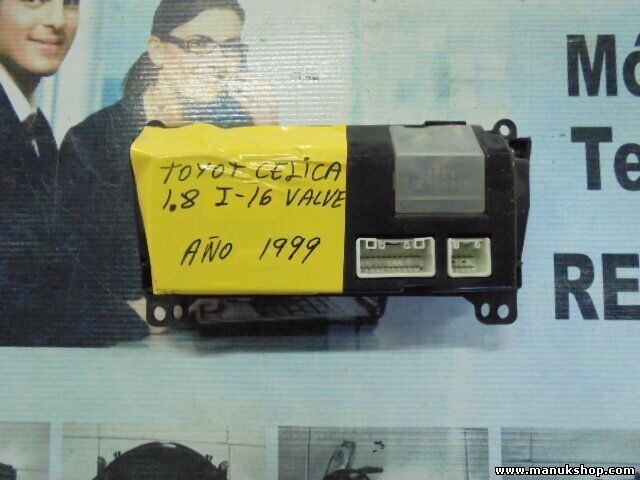 Mó
Te
RE
TOYOT CELICA
1.8 I-16 VALVE
AÑO 1999
www.manukshop.com